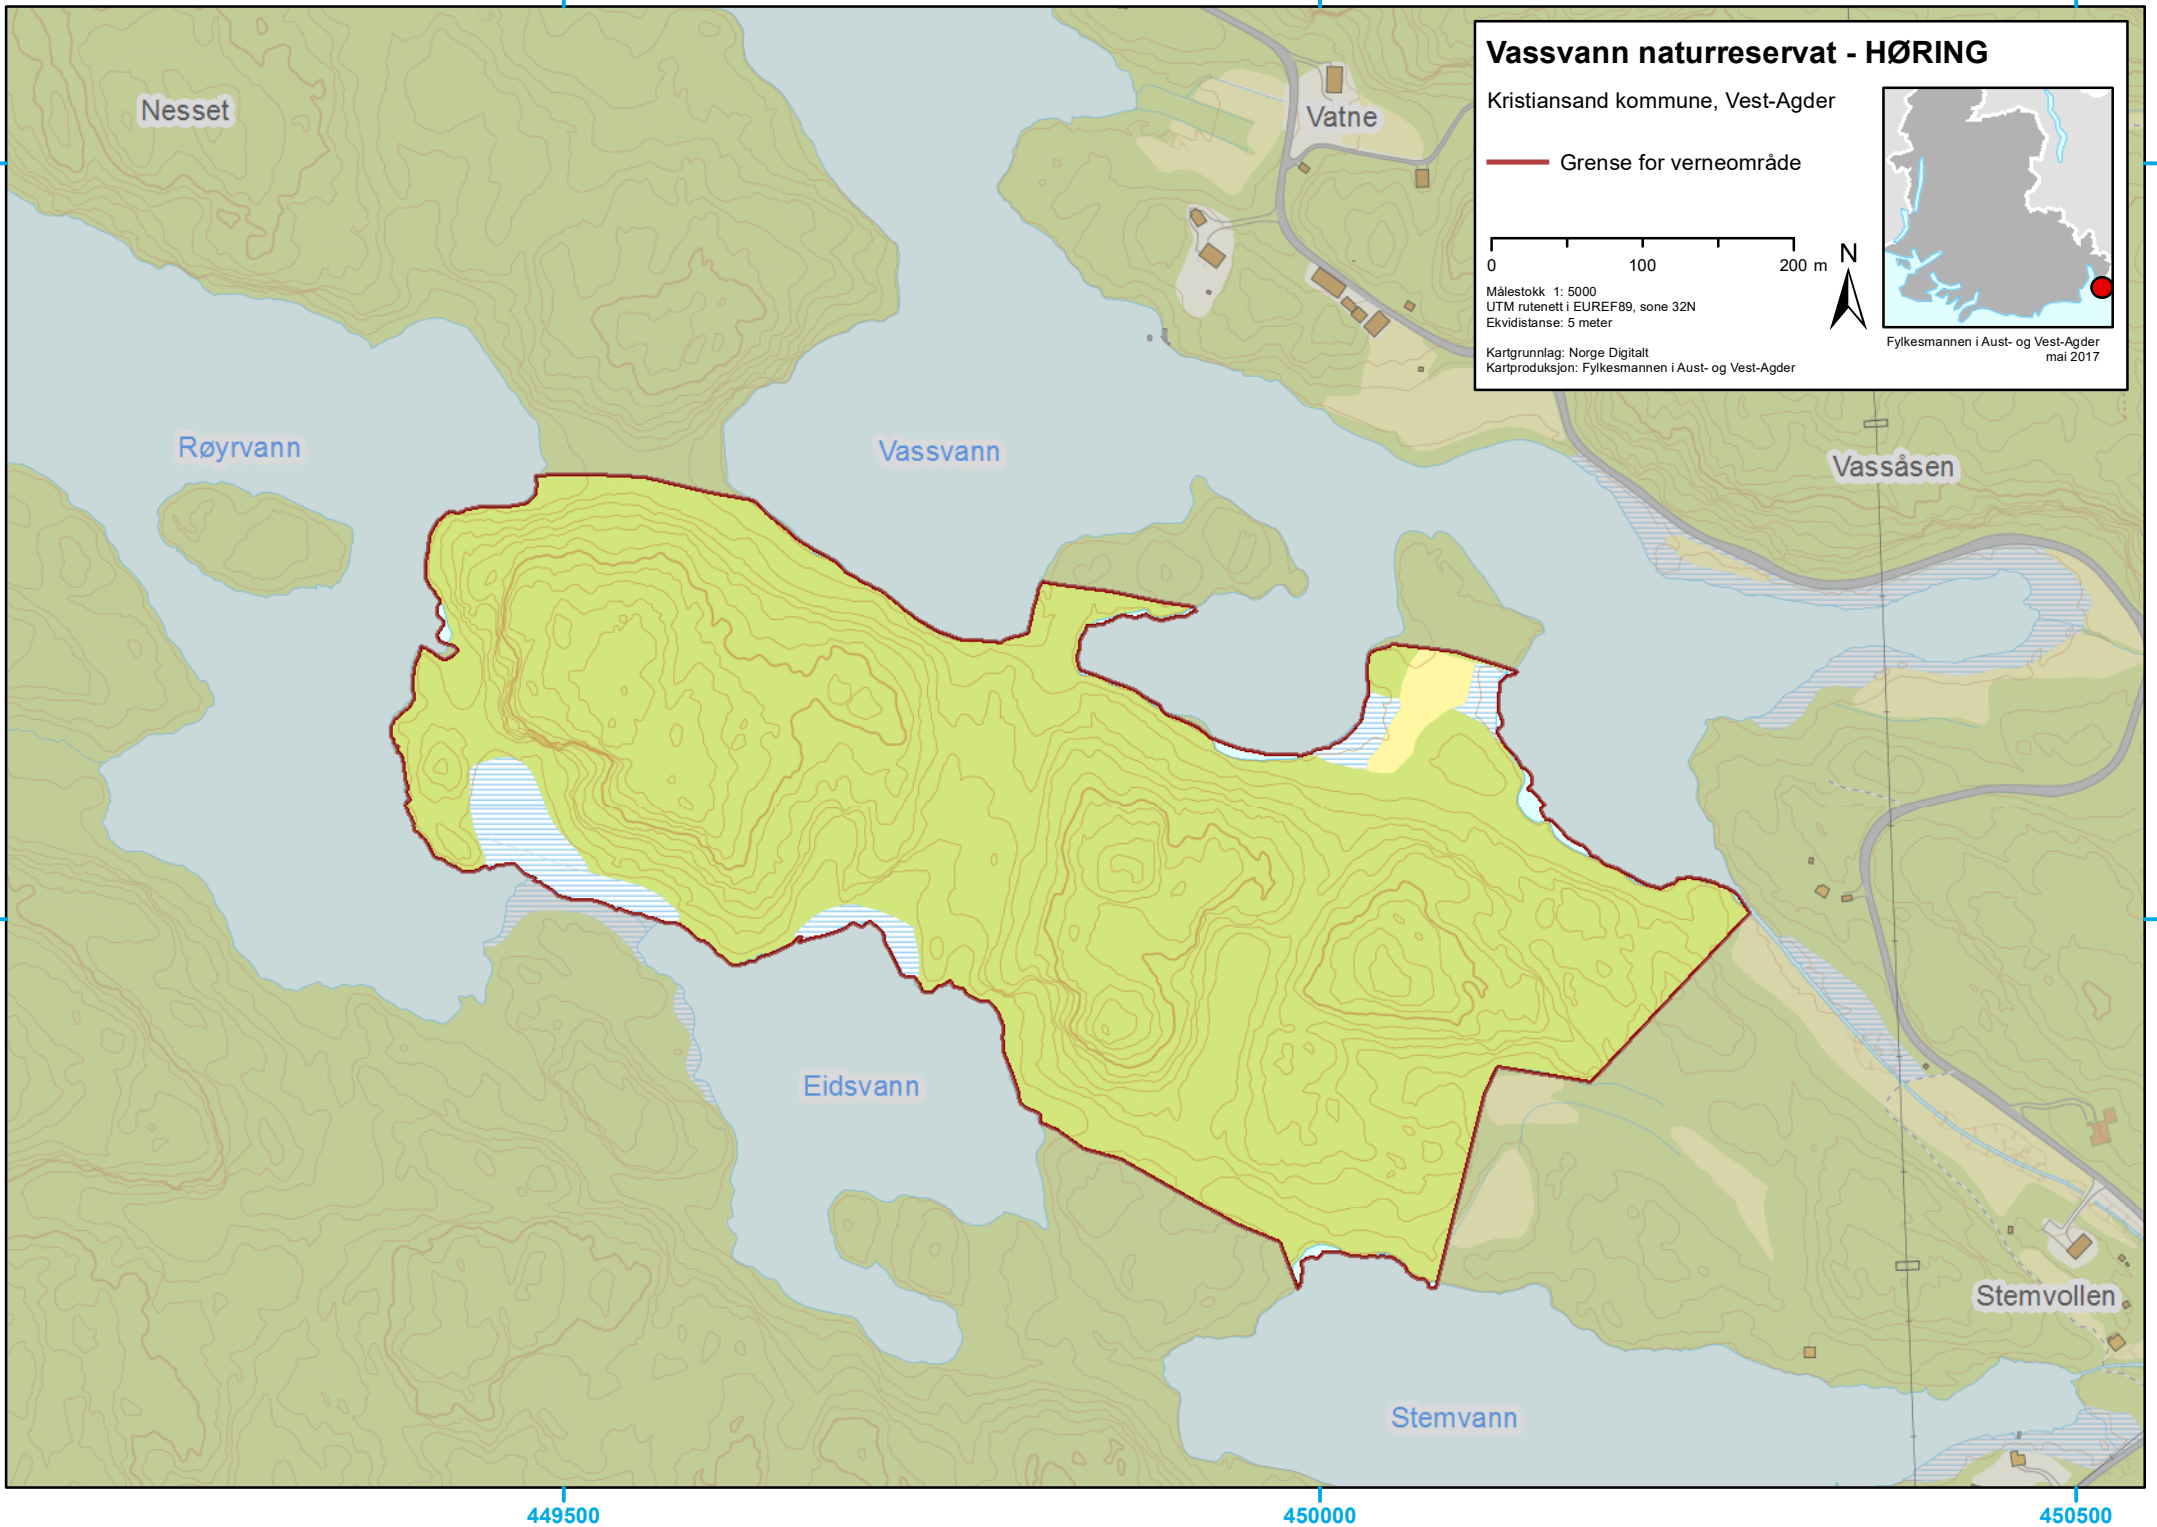 Vassvann naturreservat - HØRING
Kristiansand kommune, Vest-Agder
Grense for verneområde
0 100 200 m
N
Målestokk 1: 5000
UTM rutenett i EUREF89, sone 32N
Ekvidistanse: 5 meter
Kartgrunnlag: Norge Digitalt
Kartproduksjon: Fylkesmannen i Aust- og Vest-Agder
Fylkesmannen i Aust- og Vest-Agder
mai 2017
Nesset
Vatne
Røyrvann
Vassvann
Vassåsen
Eidsvann
Stemvollen
Stemvann
449500 450000 450500